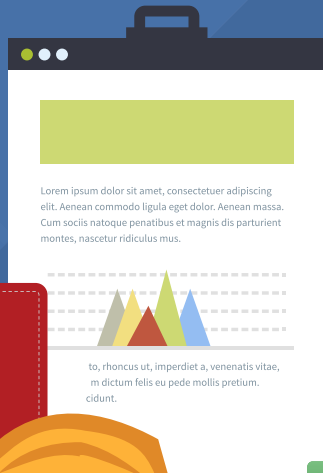 Lorem ipsum dolor sit amet, consectetuer adipiscing
elit. Aenean commodo ligula eget dolor. Aenean massa.
Cum sociis natoque penatibus et magnis dis parturient
montes, nascetur ridiculus mus.
to, rhoncus ut, imperdiet a, venenatis vitae,
m dictum felis eu pede mollis pretium.
cidunt.